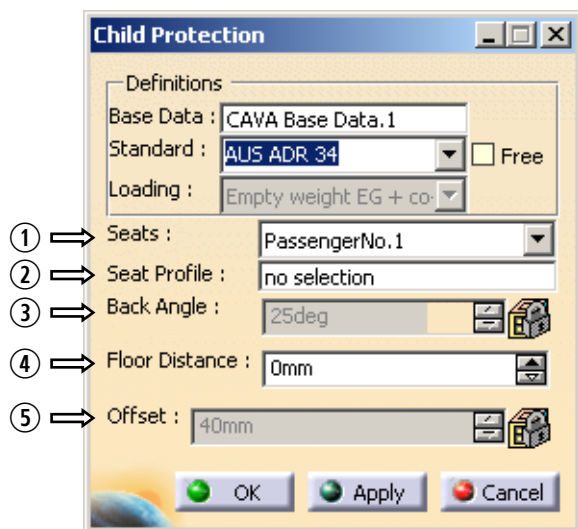 Child Protection
Definitions
Base Data : CAVA Base Data.1
Standard : AUS ADR 34 Free
Loading : Empty weight EG + co-
① Seats : PassengerNo.1
② Seat Profile : no selection
③ Back Angle : 25deg
④ Floor Distance : 0mm
⑤ Offset : 40mm
OK Apply Cancel